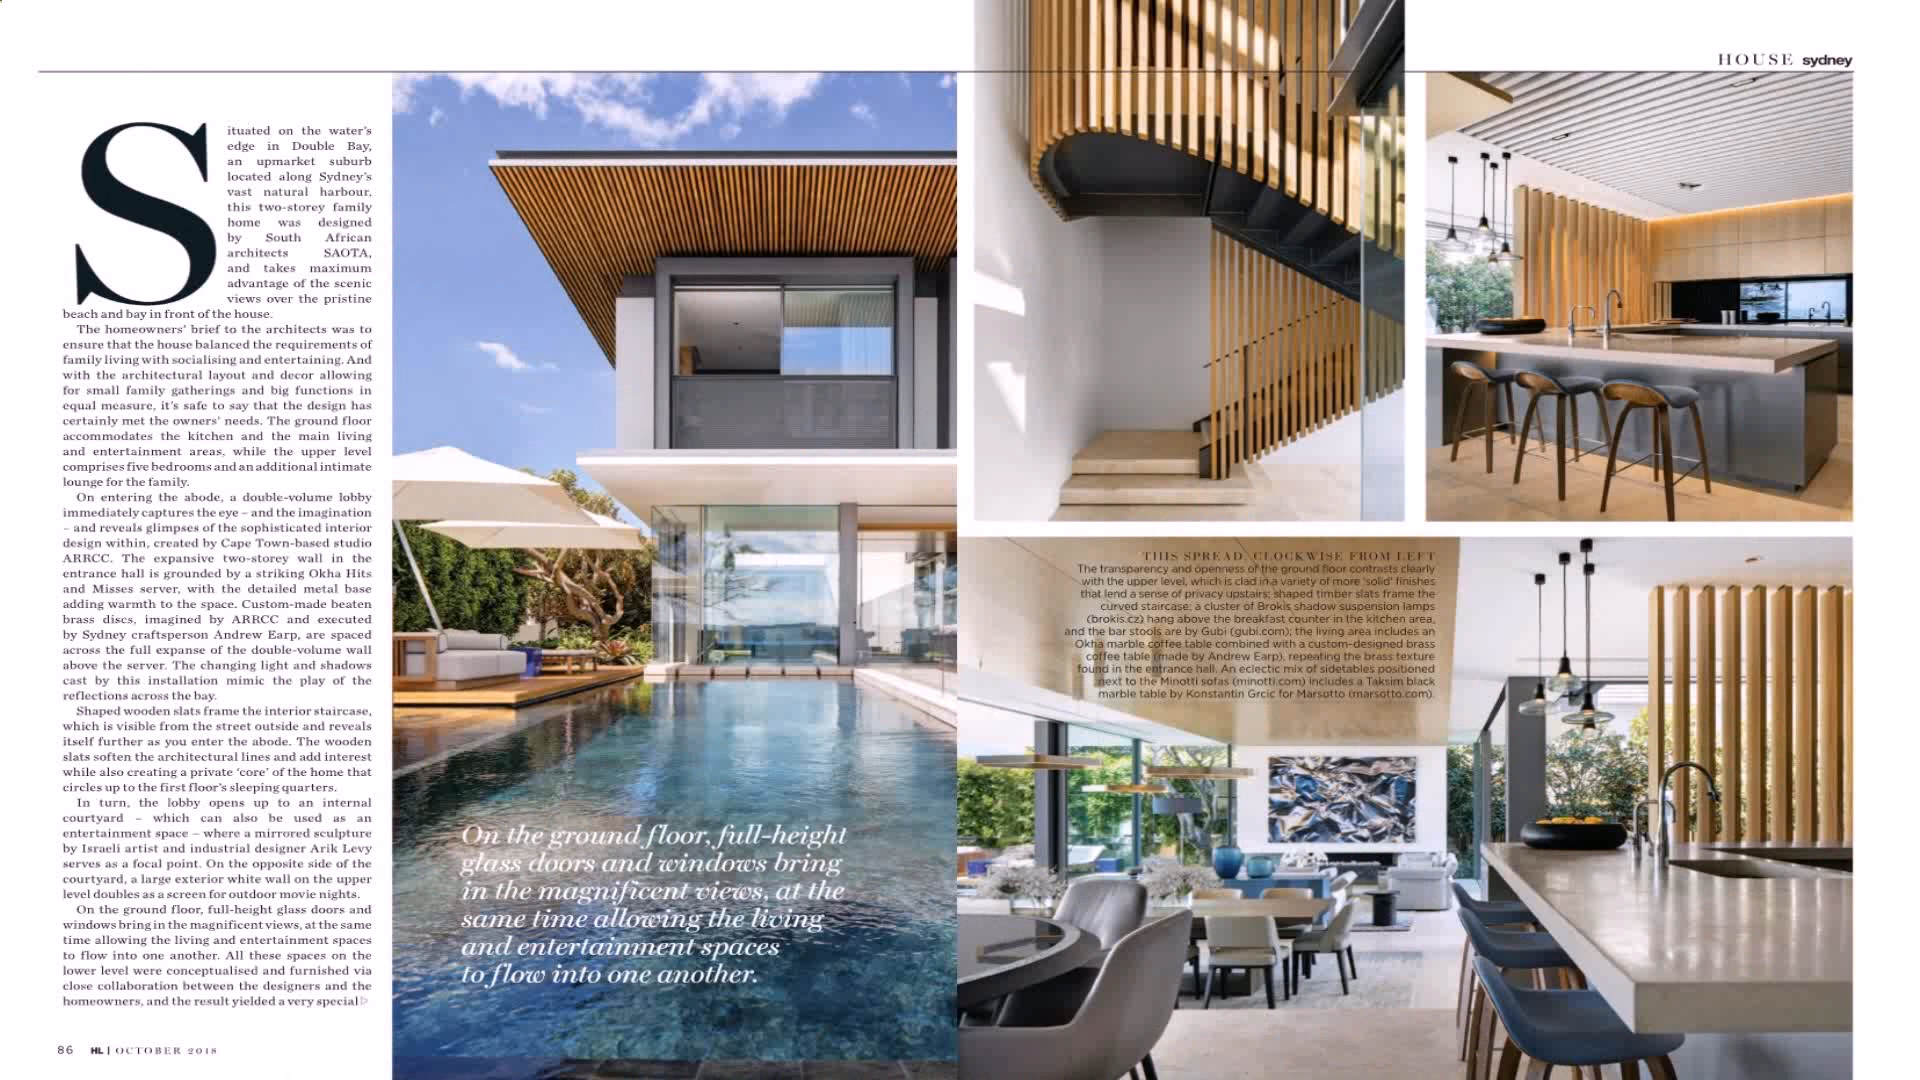 HOUSE sydney
Situated on the water's
edge in Double Bay,
an upmarket suburb
located along Sydney's
vast natural harbour,
this two-storey family
home was designed
by South African
architects SAOTA,
and takes maximum
advantage of the scenic
views over the pristine
beach and bay in front of the house.
The homeowners' brief to the architects was to
ensure that the house balanced the requirements of
family living with socialising and entertaining. And
with the architectural layout and decor allowing
for small family gatherings and big functions in
equal measure, it's safe to say that the design has
certainly met the owners' needs. The ground floor
accommodates the kitchen and the main living
and entertainment areas, while the upper level
comprises five bedrooms and an additional intimate
lounge for the family.
On entering the abode, a double-volume lobby
immediately captures the eye – and the imagination
– and reveals glimpses of the sophisticated interior
design within, created by Cape Town-based studio
ARRCC. The expansive two-storey wall in the
entrance hall is grounded by a striking Okha Hits
and Misses server, with the detailed metal base
adding warmth to the space. Custom-made beaten
brass discs, imagined by ARRCC and executed
by Sydney craftsperson Andrew Earp, are spaced
across the full expanse of the double-volume wall
above the server. The changing light and shadows
cast by this installation mimic the play of the
reflections across the bay.
Shaped wooden slats frame the interior staircase,
which is visible from the street outside and reveals
itself further as you enter the abode. The wooden
slats soften the architectural lines and add interest
while also creating a private 'core' of the home that
circles up to the first floor's sleeping quarters.
In turn, the lobby opens up to an internal
courtyard – which can also be used as an
entertainment space – where a mirrored sculpture
by Israeli artist and industrial designer Arik Levy
serves as a focal point. On the opposite side of the
courtyard, a large exterior white wall on the upper
level doubles as a screen for outdoor movie nights.
On the ground floor, full-height glass doors and
windows bring in the magnificent views, at the same
time allowing the living and entertainment spaces
to flow into one another. All these spaces on the
lower level were conceptualised and furnished via
close collaboration between the designers and the
homeowners, and the result yielded a very special▷
On the ground floor, full-height
glass doors and windows bring
in the magnificent views, at the
same time allowing the living
and entertainment spaces
to flow into one another.
THIS SPREAD, CLOCKWISE FROM LEFT
The transparency and openness of the ground floor contrasts clearly
with the upper level, which is clad in a variety of more 'solid' finishes
that lend a sense of privacy upstairs; shaped timber slats frame the
curved staircase; a cluster of Brokis shadow suspension lamps
(brokis.cz) hang above the breakfast counter in the kitchen area,
and the bar stools are by Gubi (gubi.com); the living area includes an
Okha marble coffee table combined with a custom-designed brass
coffee table (made by Andrew Earp), repeating the brass texture
found in the entrance hall. An eclectic mix of sidetables positioned
next to the Minotti sofas (minotti.com) includes a Taksim black
marble table by Konstantin Grcic for Marsotto (marsotto.com).
86 HL | OCTOBER 2018